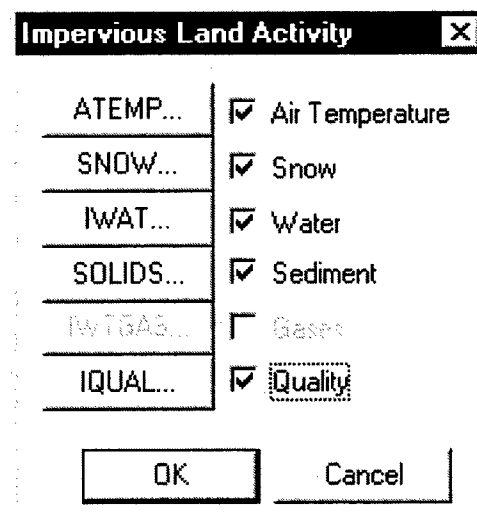 Impervious Land Activity
ATEMP... Air Temperature
SNOW... Snow
IWAT... Water
SOLIDS... Sediment
IWTGAS... Gases
IQUAL... Quality
OK Cancel